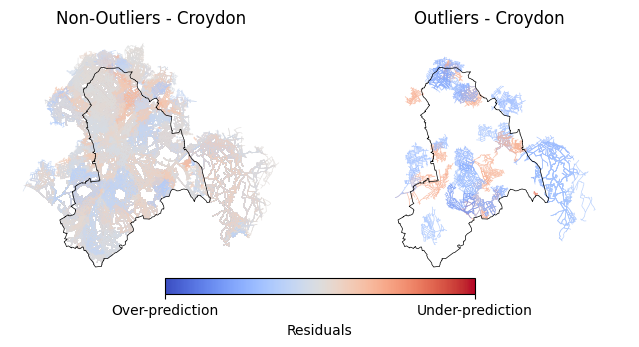 Non-Outliers - Croydon
Outliers - Croydon
Over-prediction
Under-prediction
Residuals